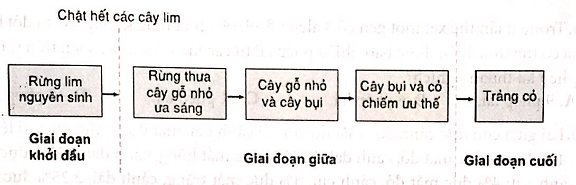 Chặt hết các cây lim
Rừng lim
nguyên sinh
Rừng thưa
cây gỗ nhỏ
ưa sáng
Cây gỗ nhỏ
và cây bụi
Cây bụi và cỏ
chiếm ưu thế
Trảng cỏ
Giai đoạn
khởi đầu
Giai đoạn giữa
Giai đoạn cuối